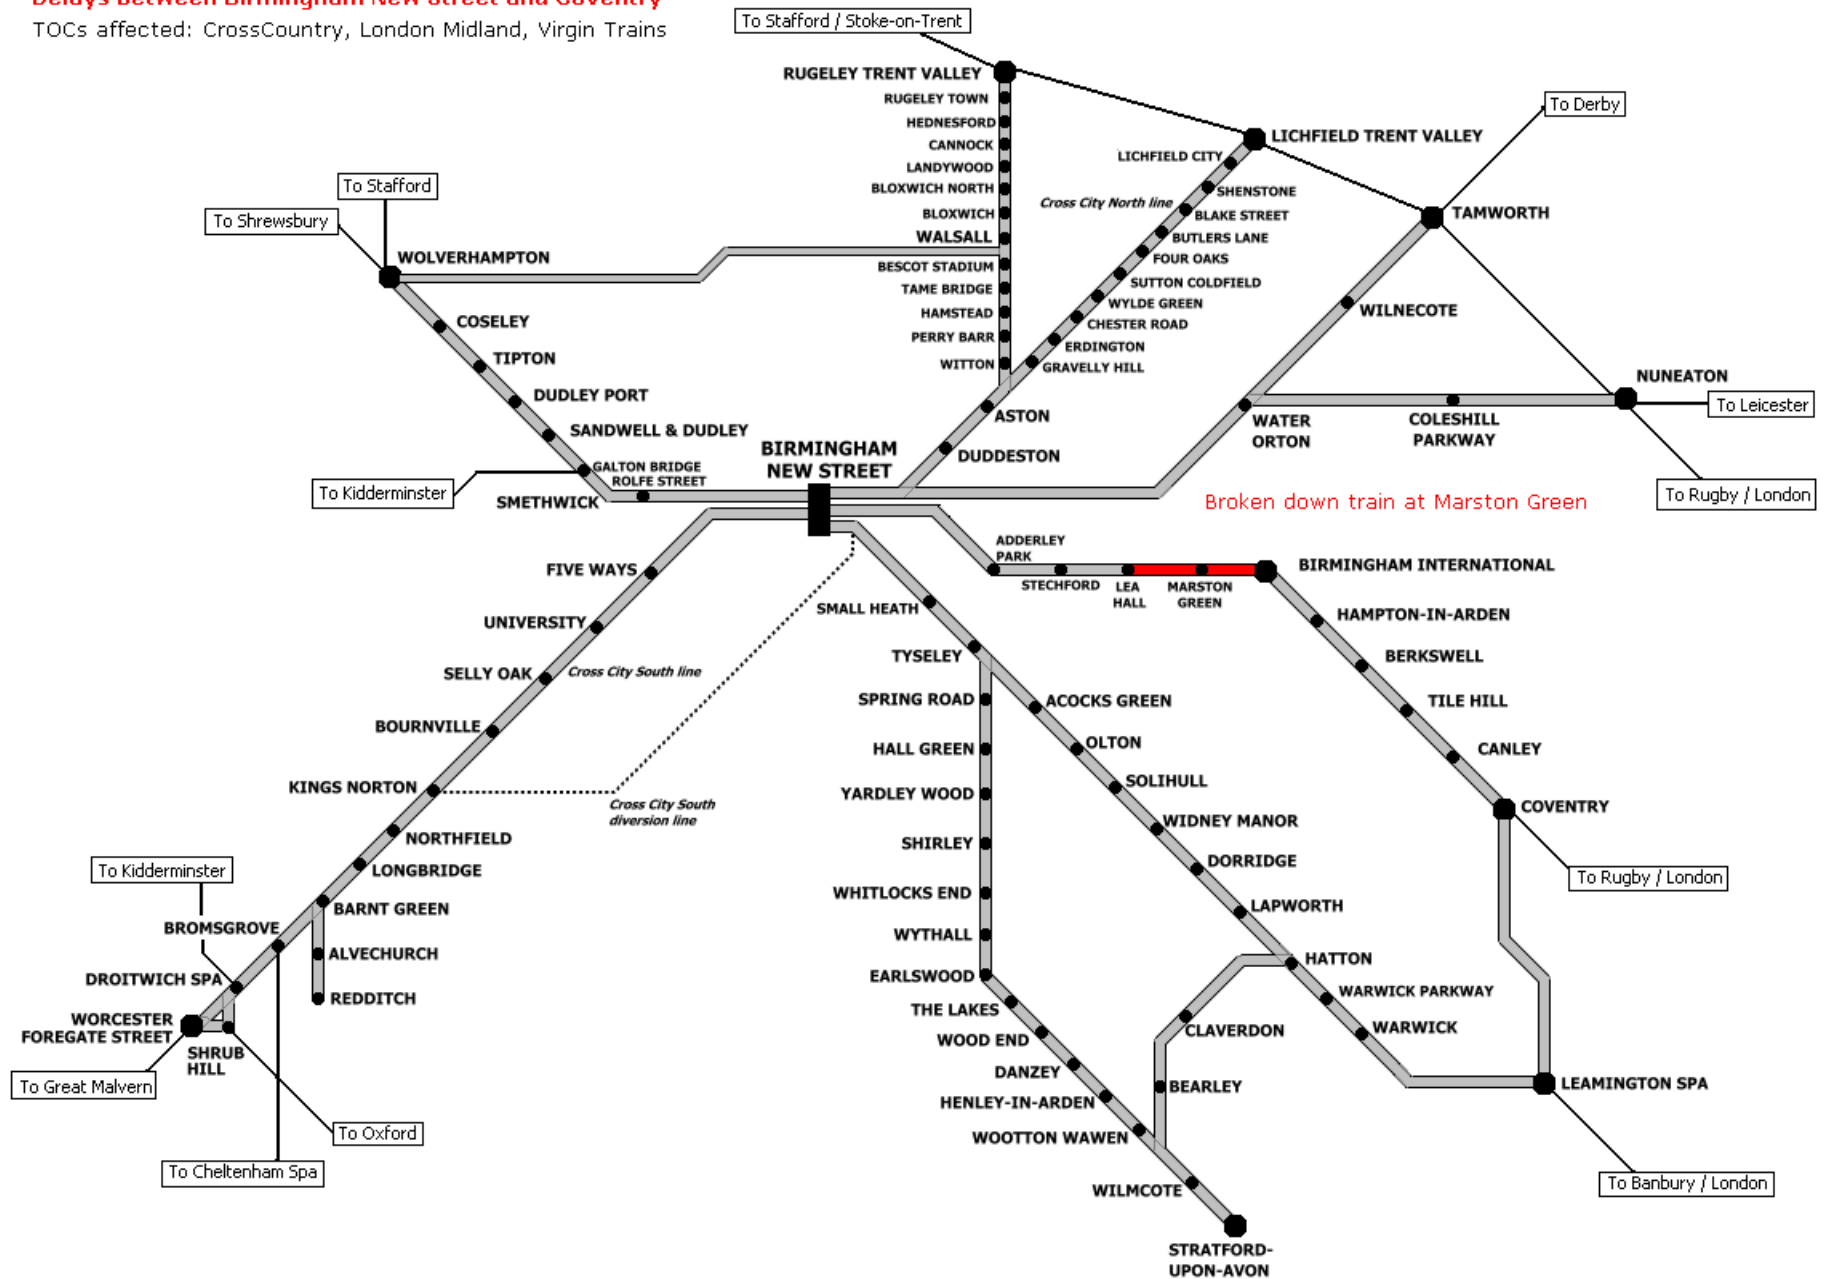 Delays between Birmingham New Street and Coventry
TOCs affected: CrossCountry, London Midland, Virgin Trains
To Stafford / Stoke-on-Trent
RUGELEY TRENT VALLEY
RUGELEY TOWN
HEDNESFORD
CANNOCK
LANDYWOOD
BLOXWICH NORTH
BLOXWICH
WALSALL
BESCOT STADIUM
TAME BRIDGE
HAMSTEAD
PERRY BARR
WITTON
To Derby
LICHFIELD TRENT VALLEY
LICHFIELD CITY
SHENSTONE
Cross City North line
BLAKE STREET
BUTLERS LANE
FOUR OAKS
SUTTON COLDFIELD
WYLDE GREEN
CHESTER ROAD
ERDINGTON
GRAVELLY HILL
ASTON
DUDDESTON
TAMWORTH
WILNECOTE
WATER
ORTON
COLESHILL
PARKWAY
NUNEATON
To Leicester
To Rugby / London
To Stafford
To Shrewsbury
WOLVERHAMPTON
COSELEY
TIPTON
DUDLEY PORT
SANDWELL & DUDLEY
GALTON BRIDGE
ROLFE STREET
To Kidderminster
SMETHWICK
BIRMINGHAM
NEW STREET
Broken down train at Marston Green
ADDERLEY
PARK
STECHFORD
LEA
HALL
MARSTON
GREEN
BIRMINGHAM INTERNATIONAL
HAMPTON-IN-ARDEN
BERKSWELL
TILE HILL
CANLEY
COVENTRY
To Rugby / London
FIVE WAYS
UNIVERSITY
SELLY OAK
Cross City South line
BOURNVILLE
KINGS NORTON
Cross City South
diversion line
NORTHFIELD
LONGBRIDGE
BARNT GREEN
ALVECHURCH
REDDITCH
To Kidderminster
BROMSGROVE
DROITWICH SPA
WORCESTER
FOREGATE STREET
SHRUB
HILL
To Great Malvern
To Oxford
To Cheltenham Spa
SMALL HEATH
TYSELEY
SPRING ROAD
HALL GREEN
YARDLEY WOOD
SHIRLEY
WHITLOCKS END
WYTHALL
EARLSWOOD
THE LAKES
WOOD END
DANZEY
HENLEY-IN-ARDEN
WOOTTON WAWEN
WILMCOTE
STRATFORD-
UPON-AVON
ACOCKS GREEN
OLTON
SOLIHULL
WIDNEY MANOR
DORRIDGE
LAPWORTH
HATTON
WARWICK PARKWAY
WARWICK
CLAVERDON
BEARLEY
LEAMINGTON SPA
To Banbury / London